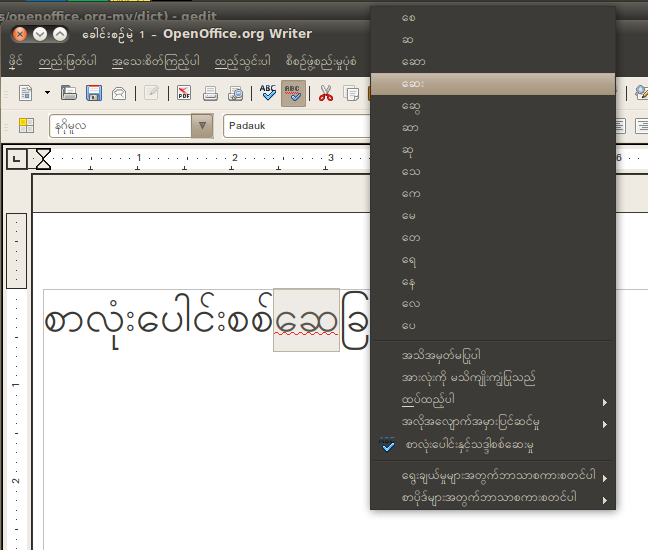 s/openoffice.org-my/dict) - gedit
ခေါင်းစဉ်မဲ့ 1 - OpenOffice.org Writer
ဖိုင် တည်းဖြတ်ပါ အသေးစိတ်ကြည့်ပါ ထည့်သွင်းပါ စီစဉ်ဖွဲ့စည်းမှုပုံစံ
PDF ABC ABC
နဂိုမူလ Padauk
1 2 3 6
စာလုံးပေါင်းစစ်ဆေခြ
1
2
စေ
ဆ
ဆော
ဆေး
ဆွေ
ဆာ
ဆု
သေ
ကေ
မေ
တေ
ရေ
နေ
လေ
ပေ
အသိအမှတ်မပြုပါ
အားလုံးကို မသိကျိုးကျွံပြုသည်
ထပ်ထည့်ပါ
အလိုအလျောက်အမှားပြင်ဆင်မှု
စာလုံးပေါင်းနှင့်သဒ္ဒါစစ်ဆေးမှု
ရွေးချယ်မှုများအတွက်ဘာသာစကားစတင်ပါ
စာပိုဒ်များအတွက်ဘာသာစကားစတင်ပါ